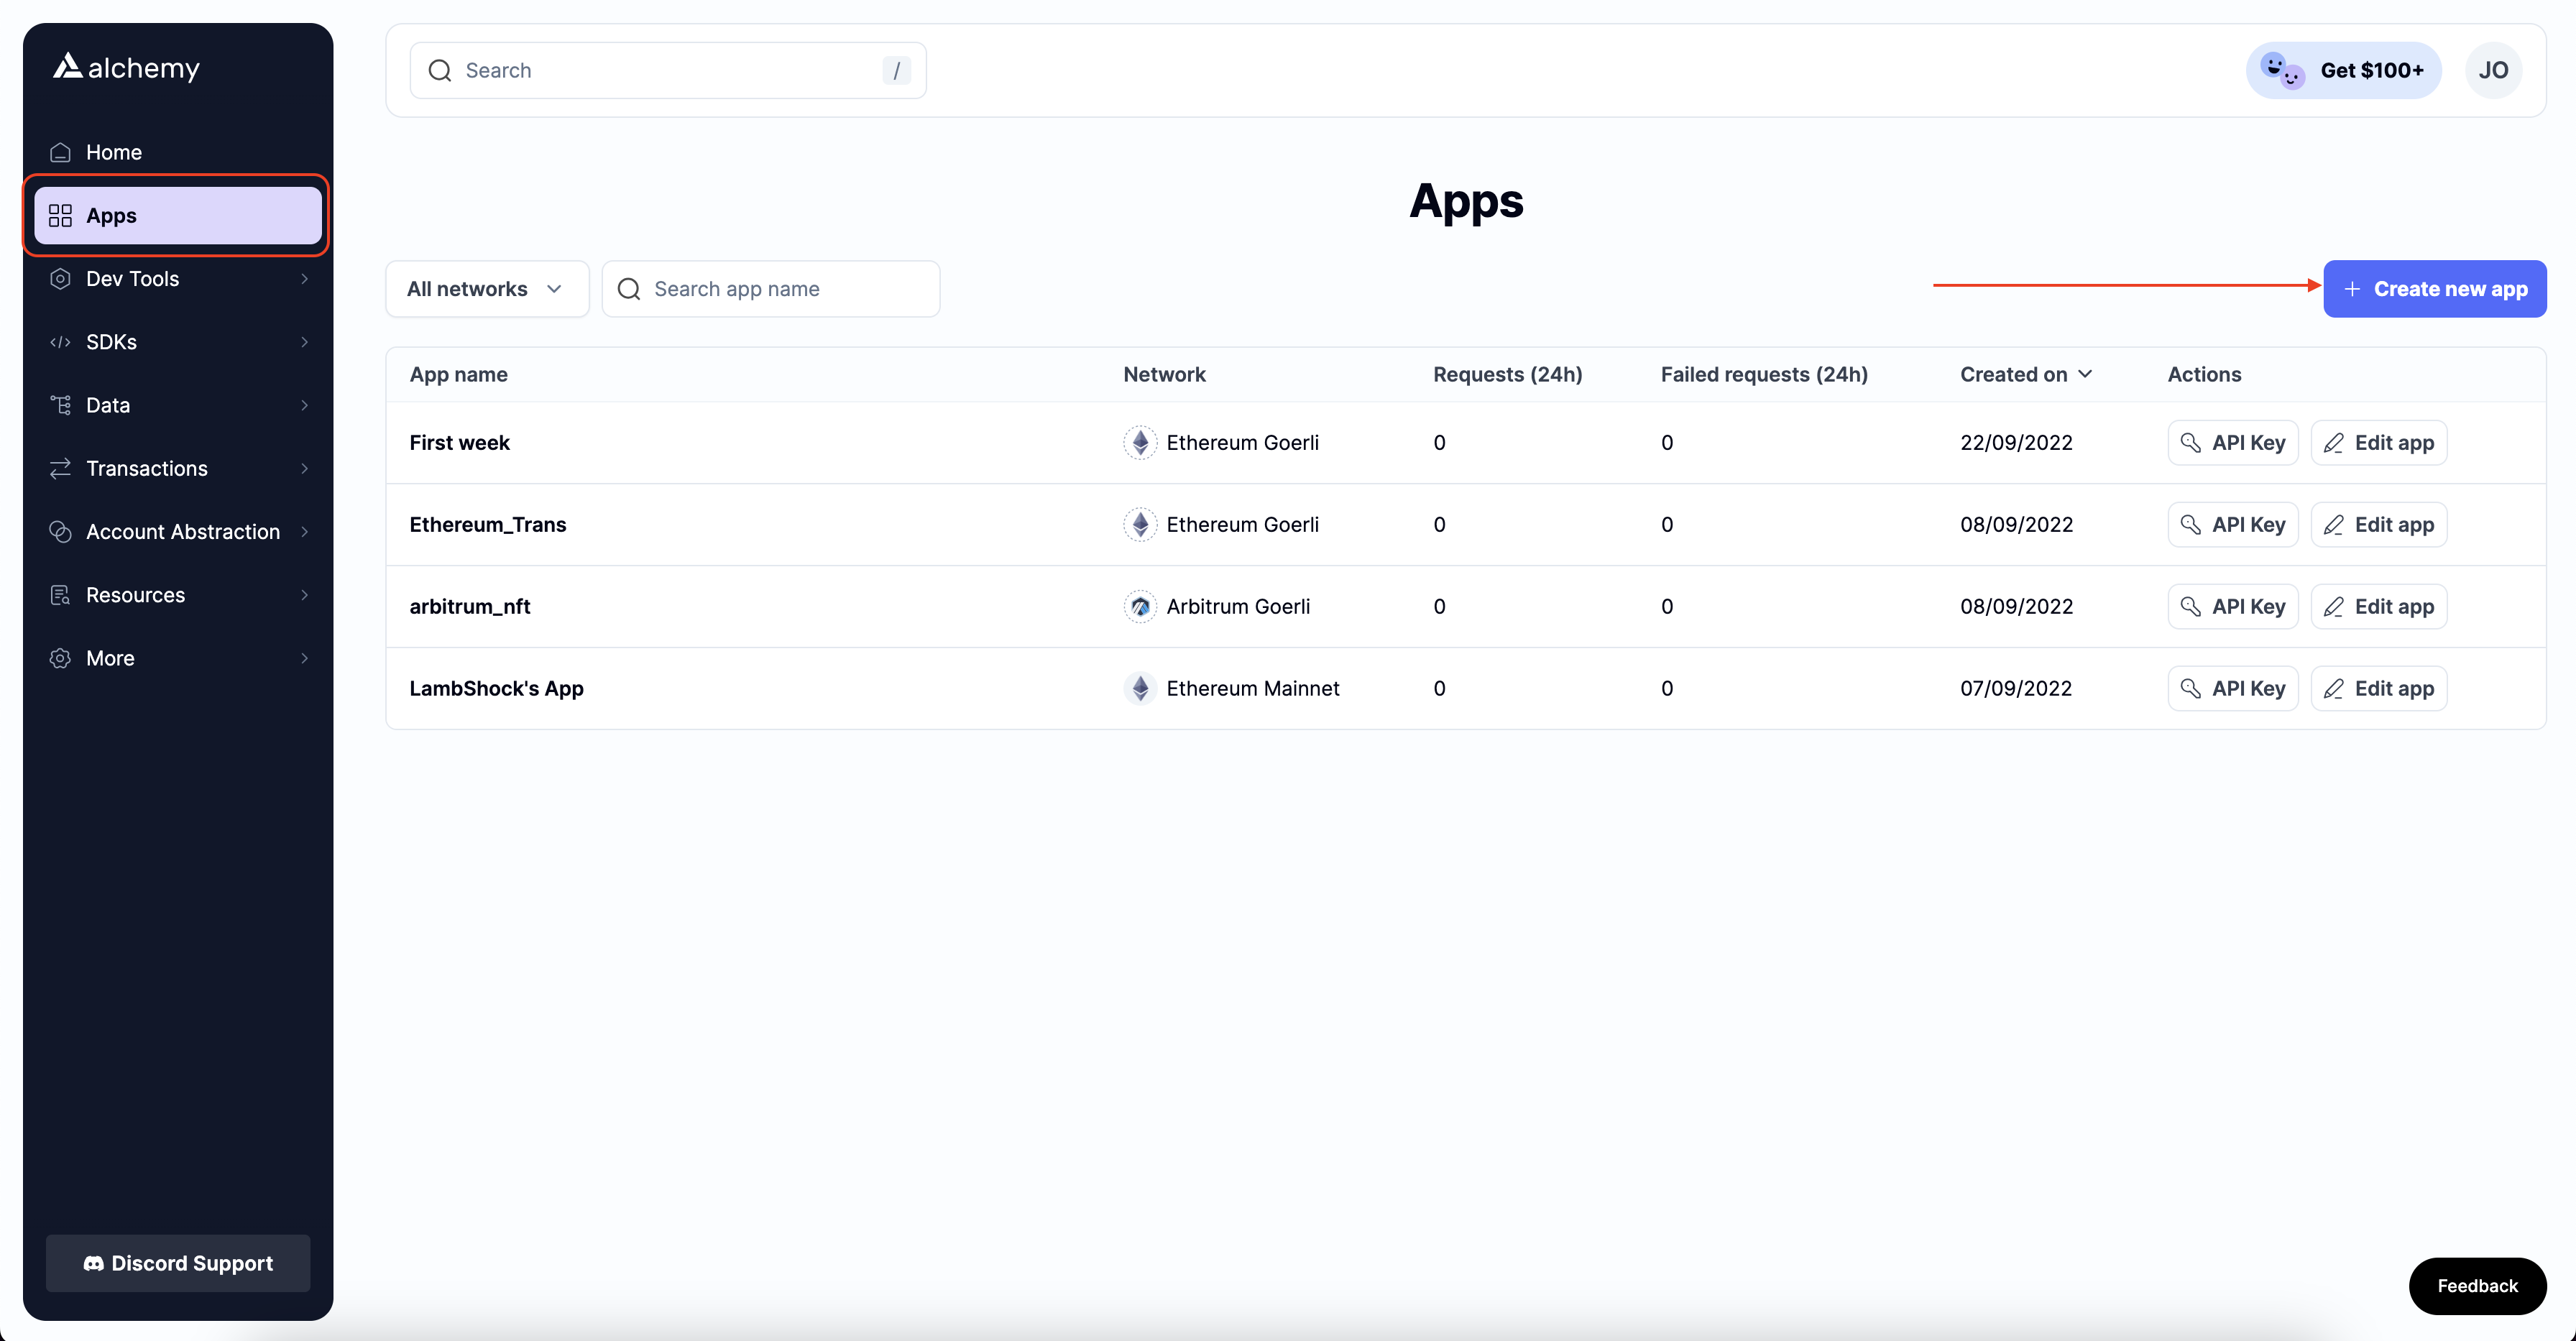 alchemy
Home
Apps
Dev Tools
SDKs
Data
Transactions
Account Abstraction
Resources
More
Discord Support
Search /
Get $100+
JO
Apps
All networks
Search app name
+ Create new app
App name Network Requests (24h) Failed requests (24h) Created on Actions
First week Ethereum Goerli 0 0 22/09/2022 API Key Edit app
Ethereum_Trans Ethereum Goerli 0 0 08/09/2022 API Key Edit app
arbitrum_nft Arbitrum Goerli 0 0 08/09/2022 API Key Edit app
LambShock's App Ethereum Mainnet 0 0 07/09/2022 API Key Edit app
Feedback